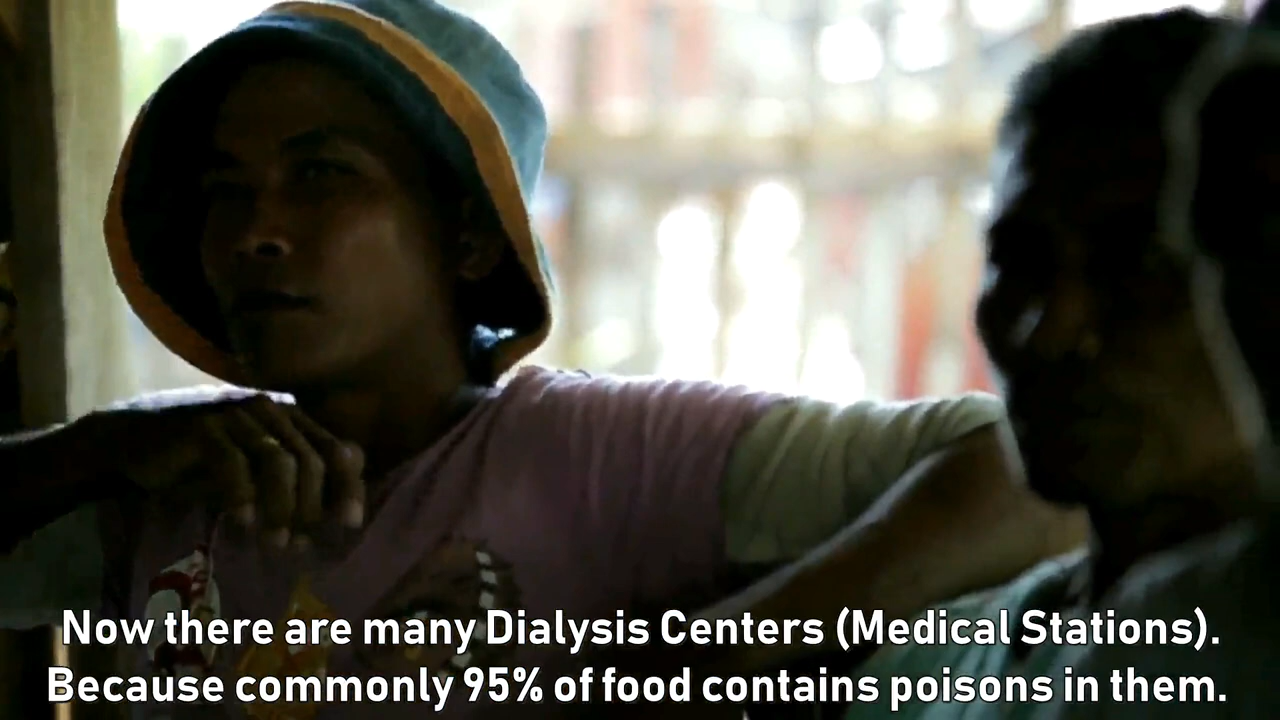 Now there are many Dialysis Centers (Medical Stations).
Because commonly 95% of food contains poisons in them.